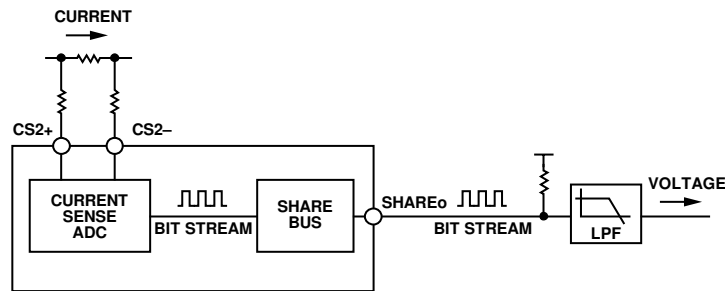 CURRENT
CS2+
CS2–
CURRENT
SENSE
ADC
BIT STREAM
SHARE
BUS
SHAREo
BIT STREAM
LPF
VOLTAGE